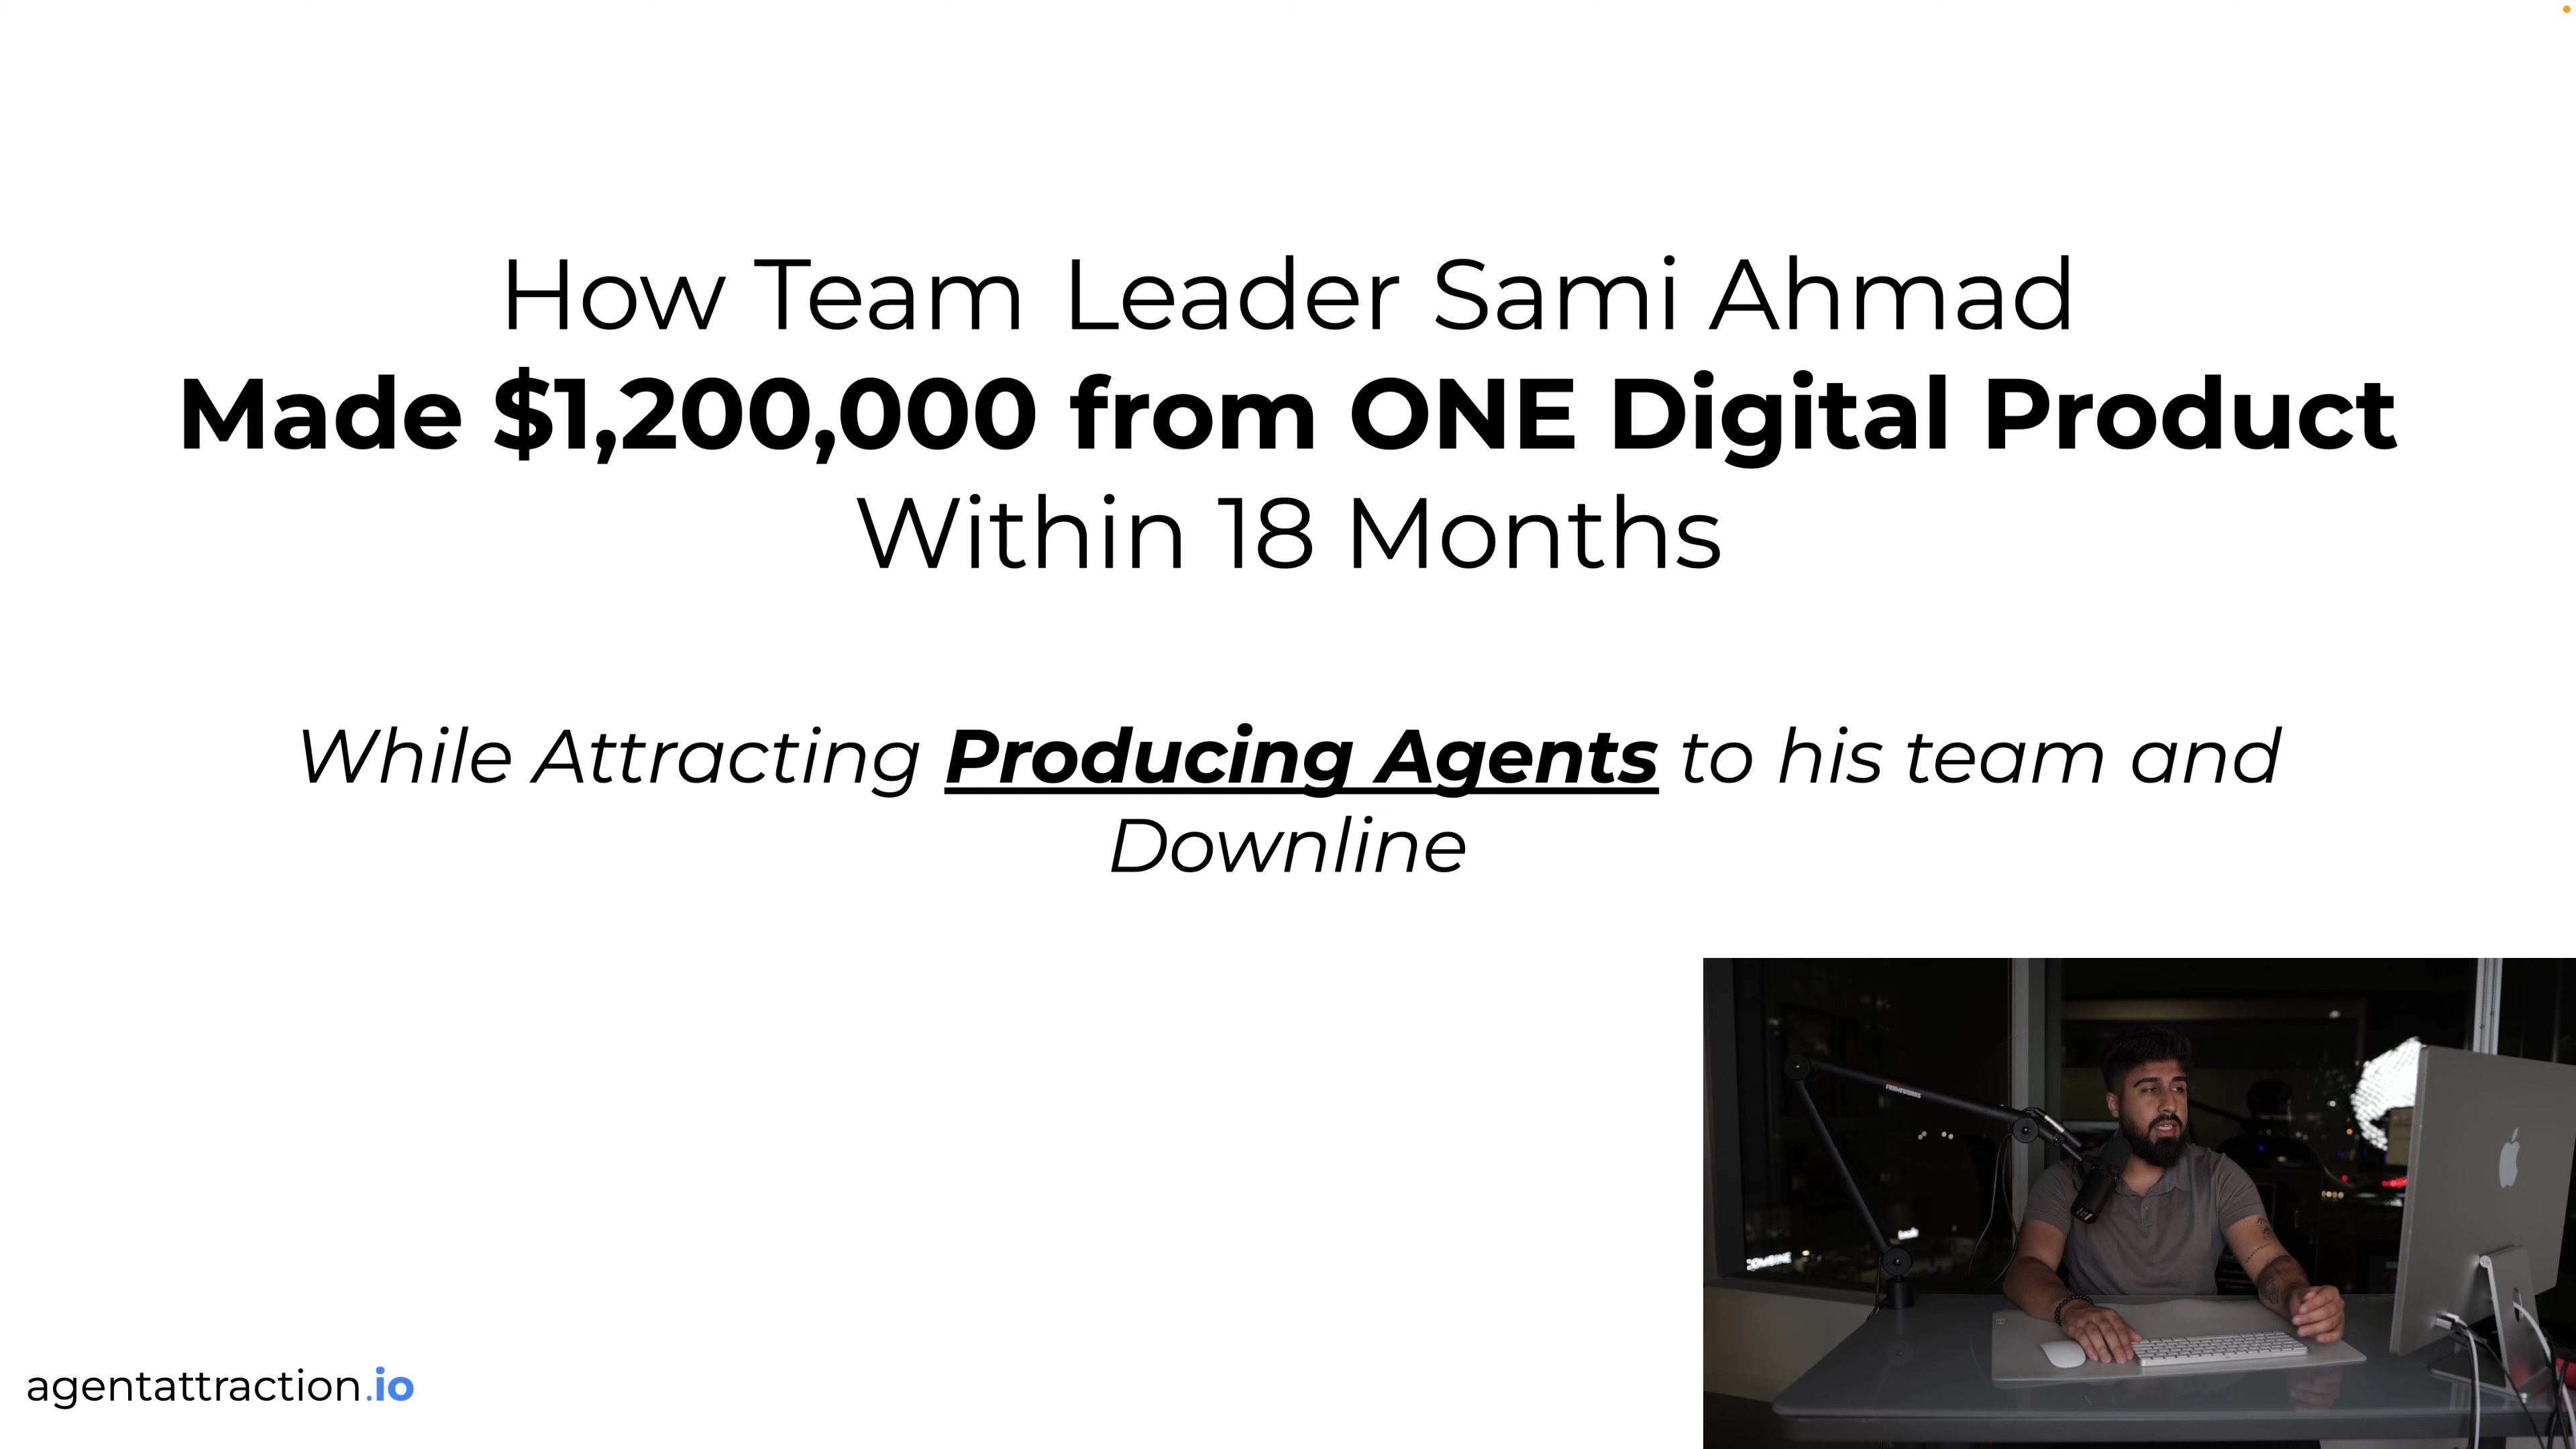 How Team Leader Sami Ahmad
Made $1,200,000 from ONE Digital Product
Within 18 Months
While Attracting Producing Agents to his team and
Downline
agentattraction.io